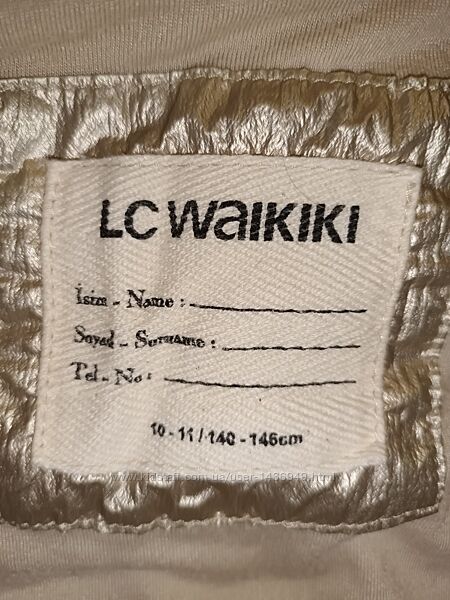 LC WAIKIKI
İsim - Name :
Soyad - Surname :
Tel - No :
10 - 11 / 140 - 146cm